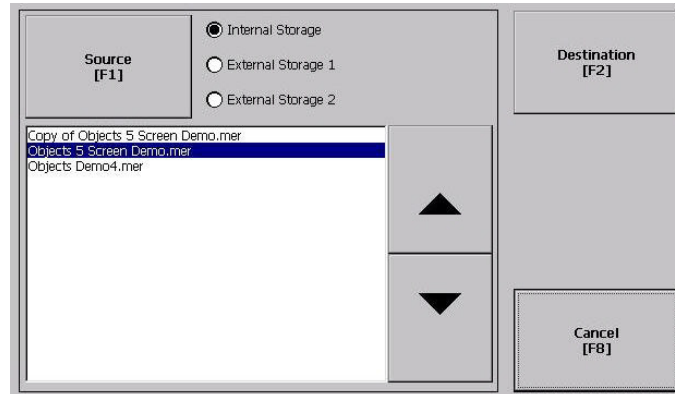 Source
[F1]
Internal Storage
External Storage 1
External Storage 2
Destination
[F2]
Copy of Objects 5 Screen Demo.mer
Objects 5 Screen Demo.mer
Objects Demo4.mer
Cancel
[F8]